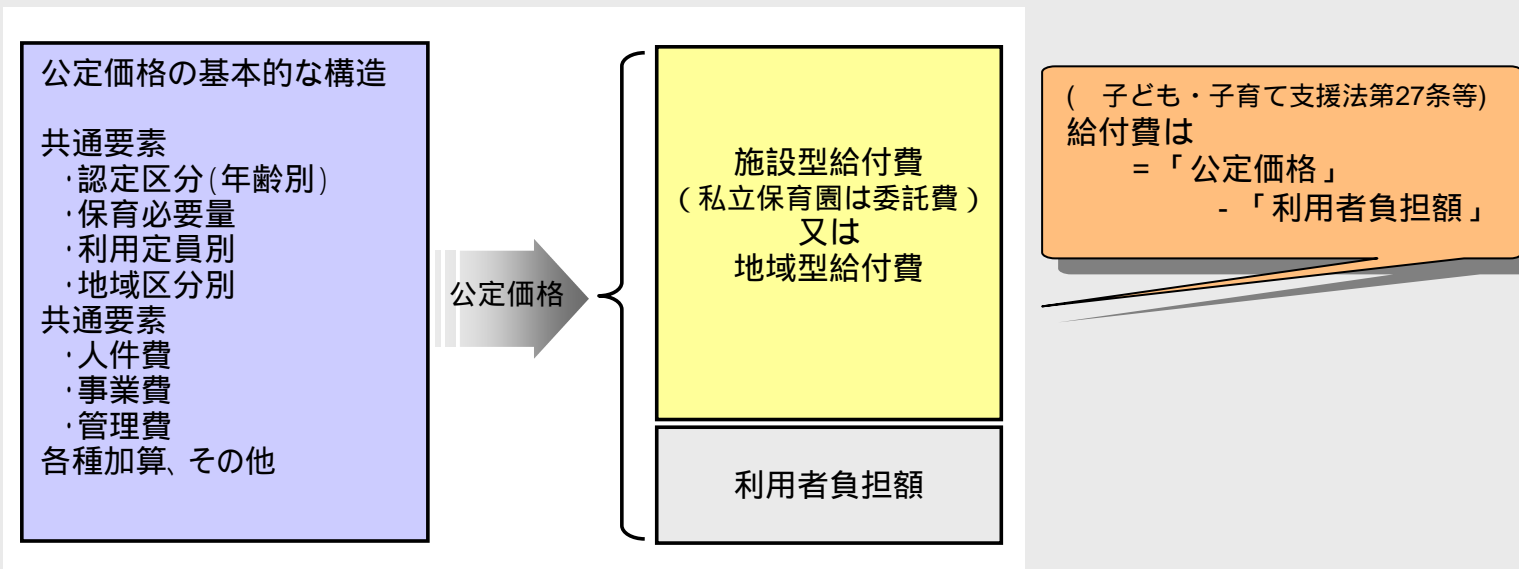 公定価格の基本的な構造
共通要素
・認定区分(年齢別)
・保育必要量
・利用定員別
・地域区分別
共通要素
・人件費
・事業費
・管理費
各種加算、その他
公定価格
施設型給付費
(私立保育園は委託費)
又は
地域型給付費
利用者負担額
( 子ども・子育て支援法第27条等)
給付費は
=「公定価格」
-「利用者負担額」